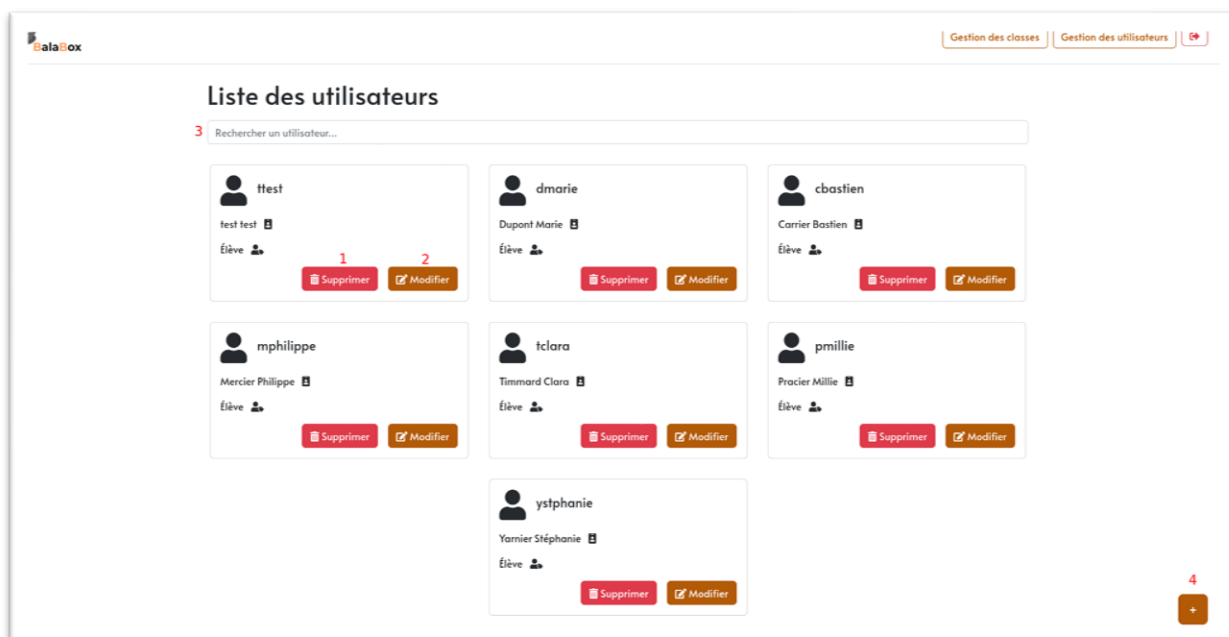 BalaBox
Gestion des classes Gestion des utilisateurs
Liste des utilisateurs
3 Rechercher un utilisateur...
ttest
test test
Élève
1 2
Supprimer Modifier
dmarie
Dupont Marie
Élève
Supprimer Modifier
cbastien
Carrier Bastien
Élève
Supprimer Modifier
mphilippe
Mercier Philippe
Élève
Supprimer Modifier
tclara
Timmard Clara
Élève
Supprimer Modifier
pmillie
Pracier Millie
Élève
Supprimer Modifier
ystphanie
Yarnier Stéphanie
Élève
Supprimer Modifier
4
+